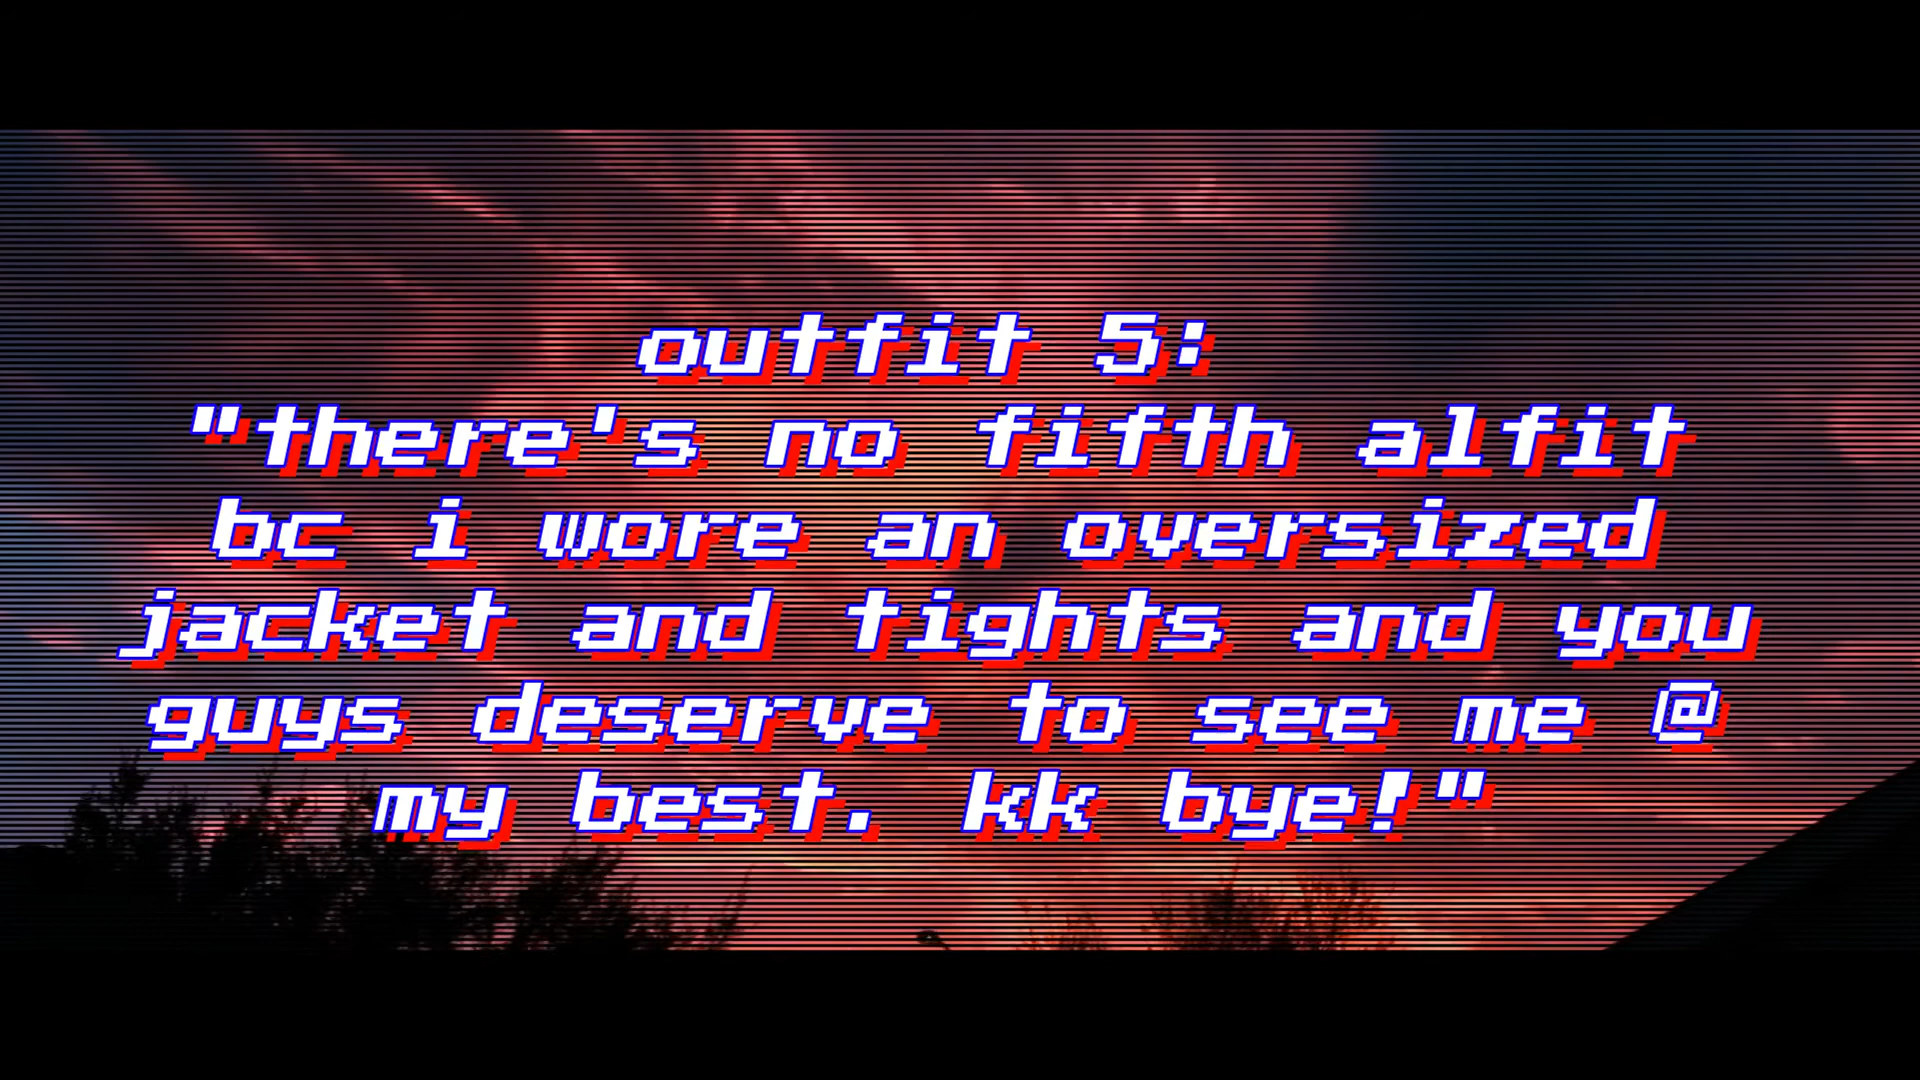 outfit 5:
"there's no fifth alfit
bc i wore an oversized
jacket and tights and you
guys deserve to see me @
my best. kk bye!"